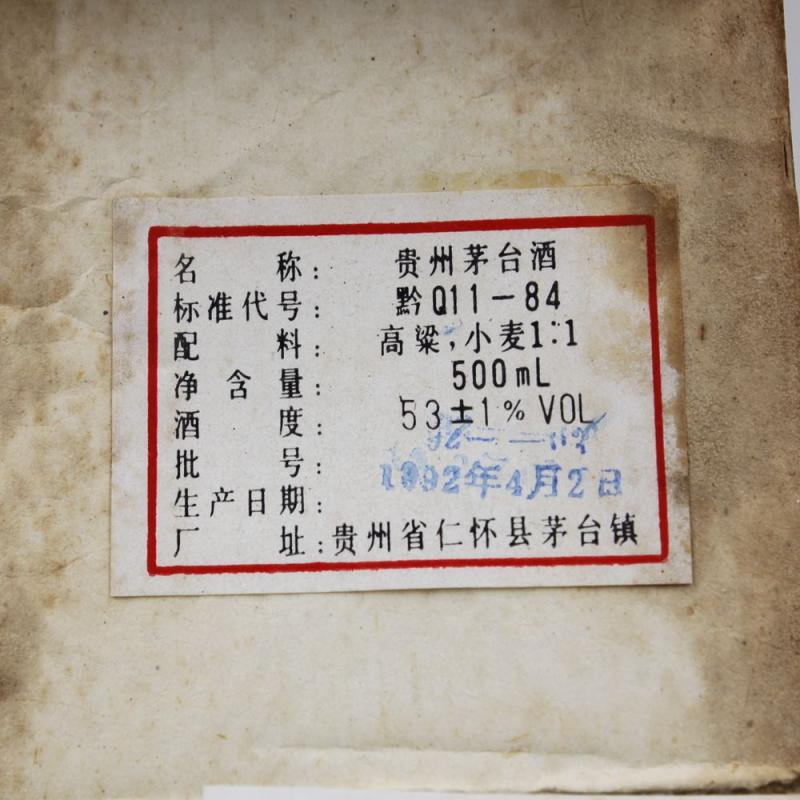 名 称: 贵州茅台酒
标准代号: 黔Q11-84
配 料: 高粱,小麦1:1
净含量: 500mL
酒 度: 53±1% VOL
批 号:
生产日期: 1992年4月2日
厂 址: 贵州省仁怀县茅台镇